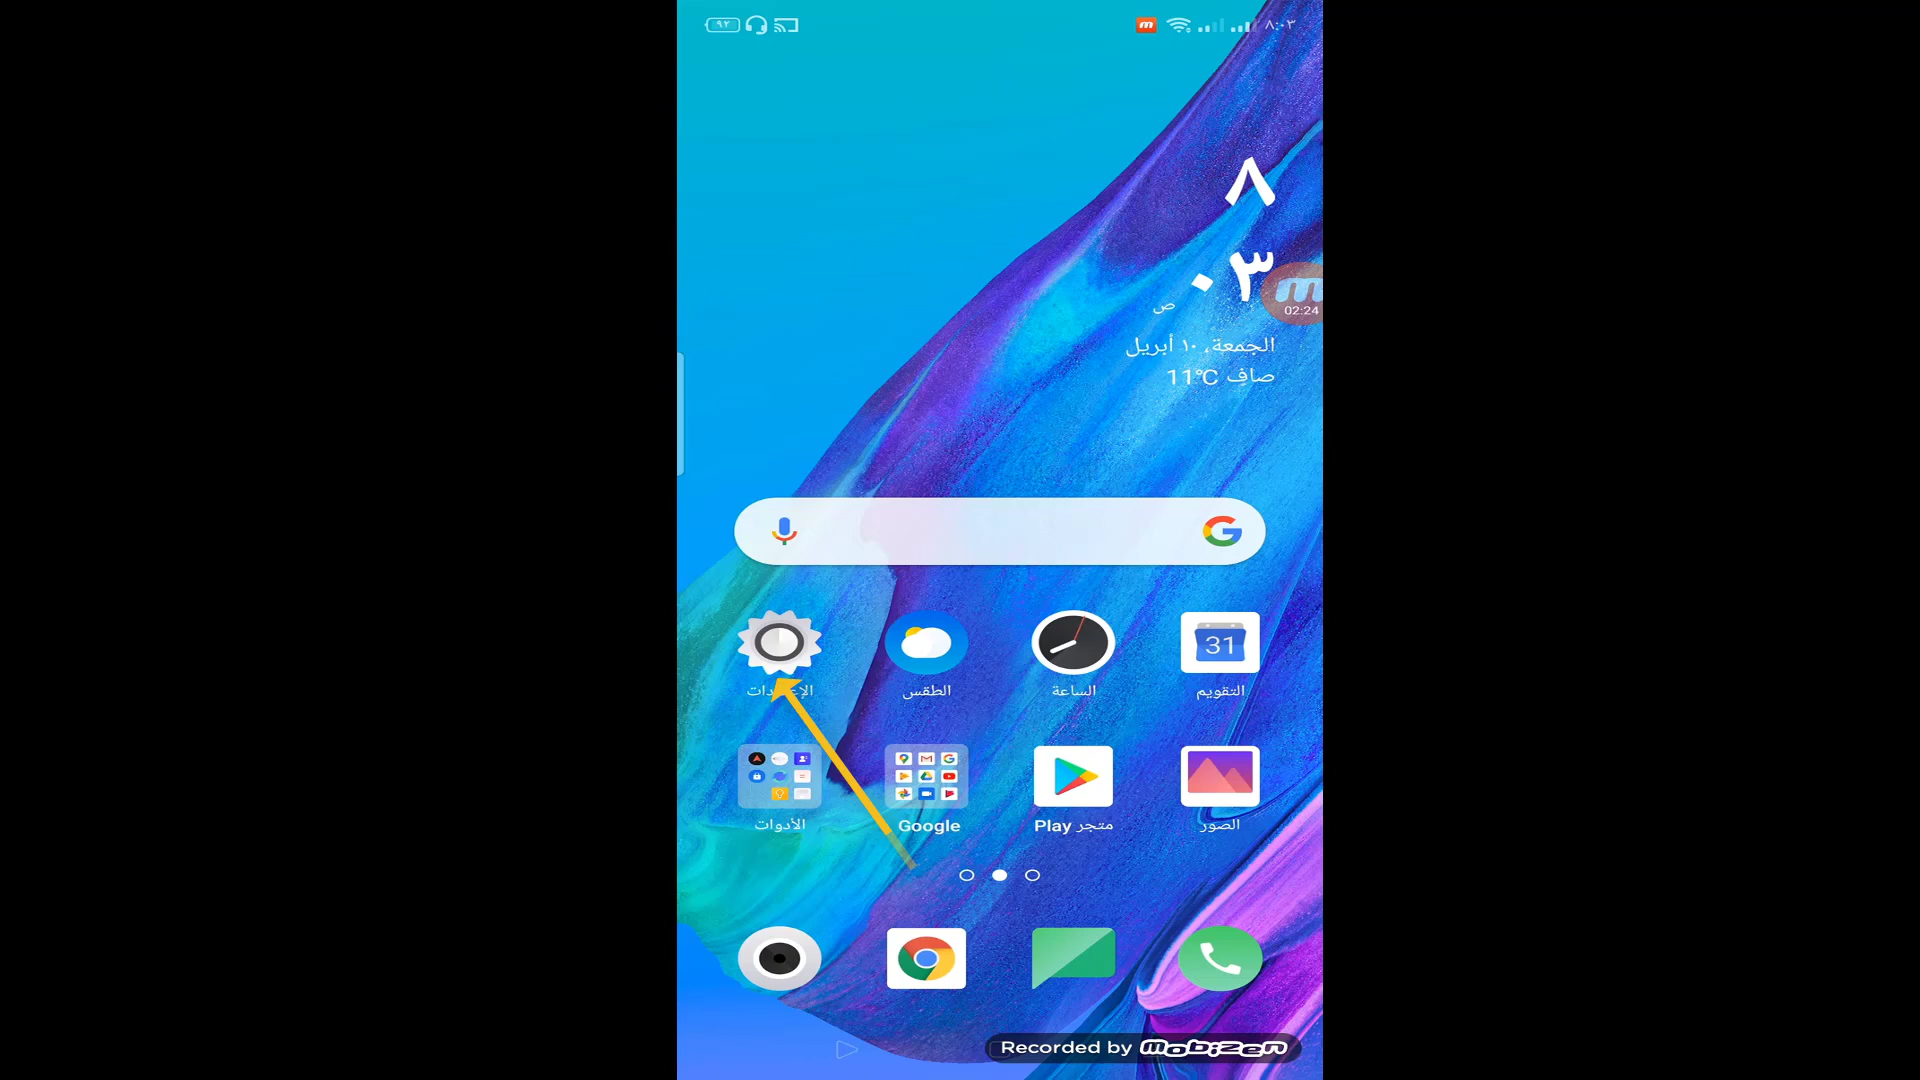 ٩٢
٨:٠٣
٨
٠٣
ص
02:24
الجمعة، ١٠ أبريل
صافِ 11°C
31
التقويم
الساعة
الطقس
الصور
متجر Play
Google
الأدوات
Recorded by mobizen